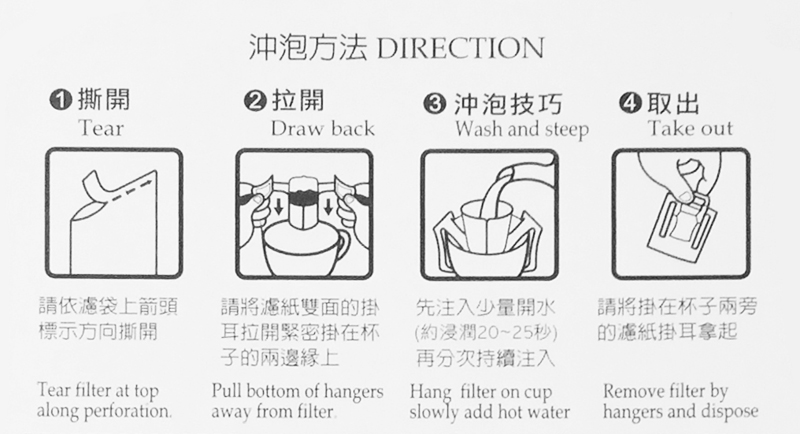 沖泡方法 DIRECTION
❶ 撕開
Tear
請依濾袋上箭頭
標示方向撕開
Tear filter at top
along perforation.
❷ 拉開
Draw back
請將濾紙雙面的掛
耳拉開緊密掛在杯
子的兩邊緣上
Pull bottom of hangers
away from filter.
❸ 沖泡技巧
Wash and steep
先注入少量開水
(約浸潤20~25秒)
再分次持續注入
Hang filter on cup
slowly add hot water
❹ 取出
Take out
請將掛在杯子兩旁
的濾紙掛耳拿起
Remove filter by
hangers and dispose